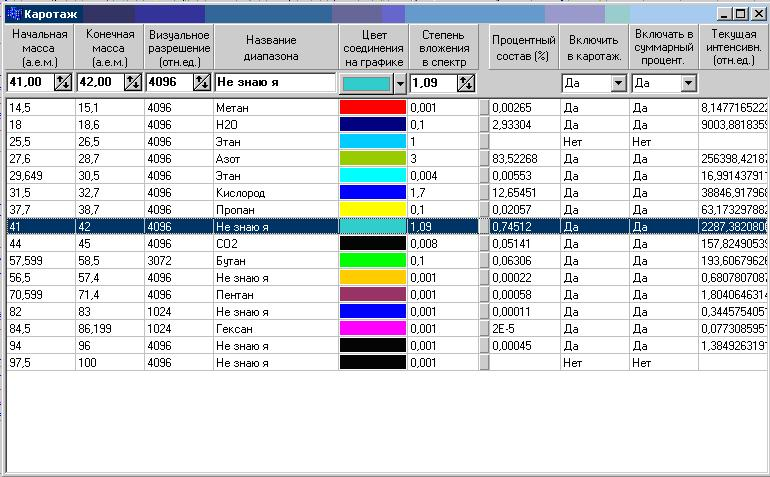 Каротаж
Начальная масса (а.е.м.) Конечная масса (а.е.м.) Визуальное разрешение (отн.ед.) Название диапазона Цвет соединения на графике Степень вложения в спектр Процентный состав (%) Включить в каротаж. Включать в суммарный процент. Текущая интенсивн. (отн.ед.)
41,00 42,00 4096 Не знаю я 1,09 Да Да
14,5 15,1 4096 Метан 0,001 0,00265 Да Да 8,1477165222
18 18,6 4096 H2O 0,1 2,93304 Да Да 9003,8818359
25,5 26,5 4096 Этан 1 Нет Нет
27,6 28,7 4096 Азот 3 83,52268 Да Да 256398,42187
29,649 30,5 4096 Этан 0,004 0,00553 Да Да 16,991437911
31,5 32,7 4096 Кислород 1,7 12,65451 Да Да 38846,917968
37,7 38,7 4096 Пропан 0,1 0,02057 Да Да 63,173297882
41 42 4096 Не знаю я 1,09 0,74512 Да Да 2287,3820806
44 45 4096 CO2 0,008 0,05141 Да Да 157,82490539
57,599 58,5 3072 Бутан 0,1 0,06306 Да Да 193,60679626
56,5 57,4 4096 Не знаю я 0,001 0,00022 Да Да 0,6807807087
70,599 71,4 4096 Пентан 0,001 0,00058 Да Да 1,8040646314
82 83 1024 Не знаю я 0,001 0,00011 Да Да 0,3445754051
84,5 86,199 1024 Гексан 0,001 2E-5 Да Да 0,0773085951
94 96 4096 Не знаю я 0,001 0,00045 Да Да 1,3849263191
97,5 100 4096 Не знаю я 0,001 Нет Нет